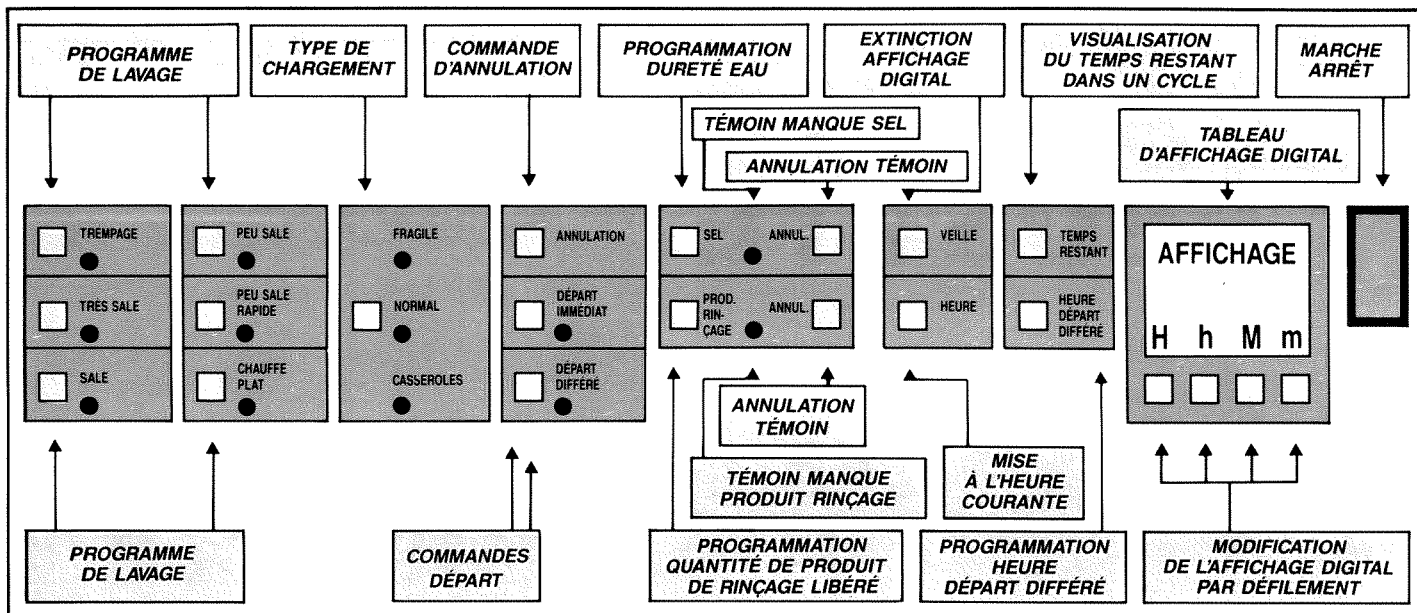 PROGRAMME
DE LAVAGE
TYPE DE
CHARGEMENT
COMMANDE
D'ANNULATION
PROGRAMMATION
DURETÉ EAU
EXTINCTION
AFFICHAGE
DIGITAL
VISUALISATION
DU TEMPS RESTANT
DANS UN CYCLE
MARCHE
ARRÊT
TÉMOIN MANQUE SEL
ANNULATION TÉMOIN
TABLEAU
D'AFFICHAGE DIGITAL
TREMPAGE
TRÈS SALE
SALE
PEU SALE
PEU SALE
RAPIDE
CHAUFFE
PLAT
FRAGILE
NORMAL
CASSEROLES
ANNULATION
DÉPART
IMMÉDIAT
DÉPART
DIFFÉRÉ
SEL
ANNUL.
PROD.
RIN-
ÇAGE
ANNUL.
VEILLE
HEURE
TEMPS
RESTANT
HEURE
DÉPART
DIFFÉRÉ
AFFICHAGE
H h M m
ANNULATION
TÉMOIN
TÉMOIN MANQUE
PRODUIT RINÇAGE
MISE
À L'HEURE
COURANTE
PROGRAMME
DE LAVAGE
COMMANDES
DÉPART
PROGRAMMATION
QUANTITÉ DE PRODUIT
DE RINÇAGE LIBÉRÉ
PROGRAMMATION
HEURE
DÉPART DIFFÉRÉ
MODIFICATION
DE L'AFFICHAGE DIGITAL
PAR DÉFILEMENT